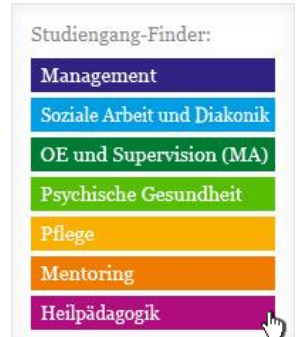 Studiengang-Finder:
Management
Soziale Arbeit und Diakonik
OE und Supervision (MA)
Psychische Gesundheit
Pflege
Mentoring
Heilpädagogik